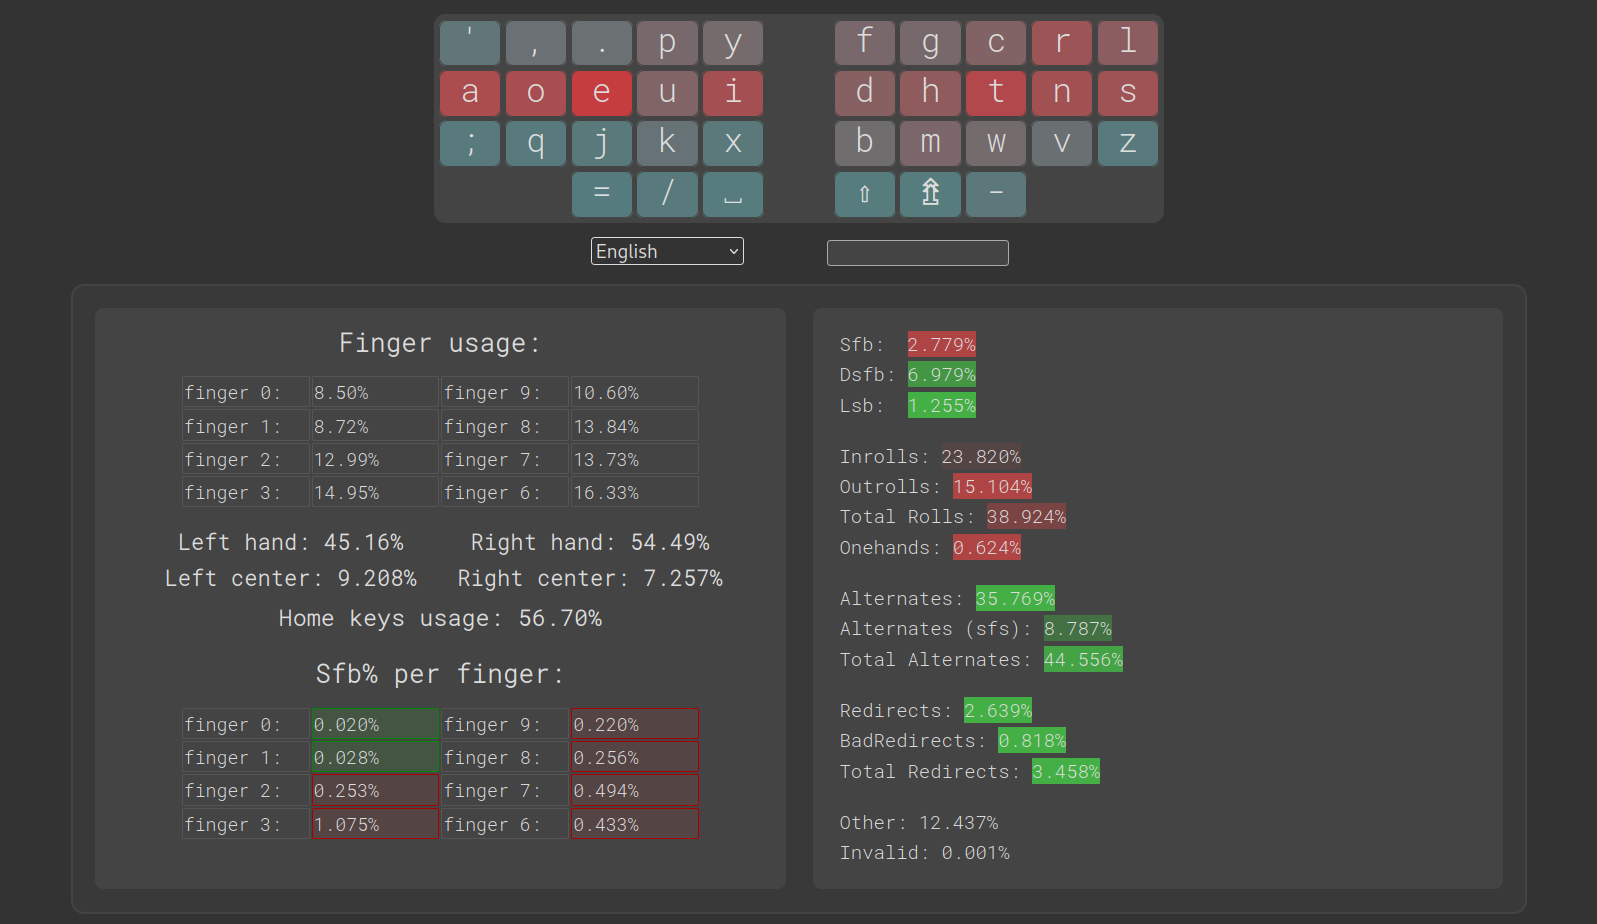 ' , . p y f g c r l
a o e u i d h t n s
; q j k x b m w v z
= / ⎵ ⇧ ⇯ -
English
Finger usage:
finger 0: 8.50% finger 9: 10.60%
finger 1: 8.72% finger 8: 13.84%
finger 2: 12.99% finger 7: 13.73%
finger 3: 14.95% finger 6: 16.33%
Left hand: 45.16% Right hand: 54.49%
Left center: 9.208% Right center: 7.257%
Home keys usage: 56.70%
Sfb% per finger:
finger 0: 0.020% finger 9: 0.220%
finger 1: 0.028% finger 8: 0.256%
finger 2: 0.253% finger 7: 0.494%
finger 3: 1.075% finger 6: 0.433%
Sfb: 2.779%
Dsfb: 6.979%
Lsb: 1.255%
Inrolls: 23.820%
Outrolls: 15.104%
Total Rolls: 38.924%
Onehands: 0.624%
Alternates: 35.769%
Alternates (sfs): 8.787%
Total Alternates: 44.556%
Redirects: 2.639%
BadRedirects: 0.818%
Total Redirects: 3.458%
Other: 12.437%
Invalid: 0.001%